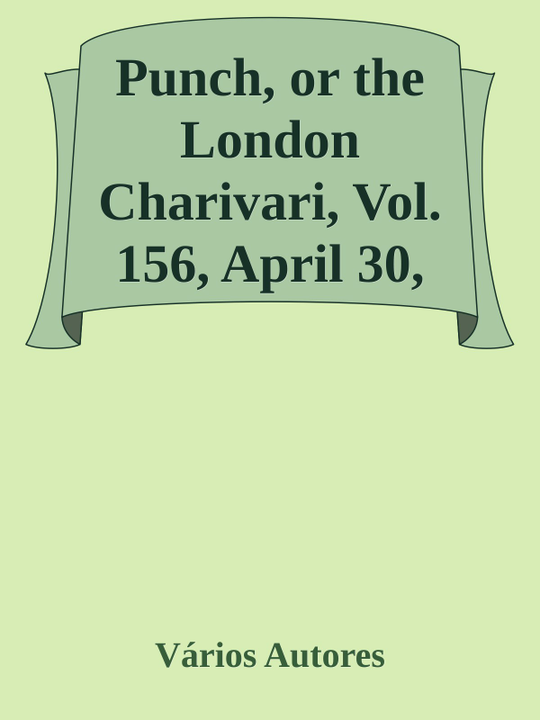 Punch, or the
London
Charivari, Vol.
156, April 30,
Vários Autores